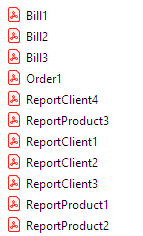 Bill1
Bill2
Bill3
Order1
ReportClient4
ReportProduct3
ReportClient1
ReportClient2
ReportClient3
ReportProduct1
ReportProduct2